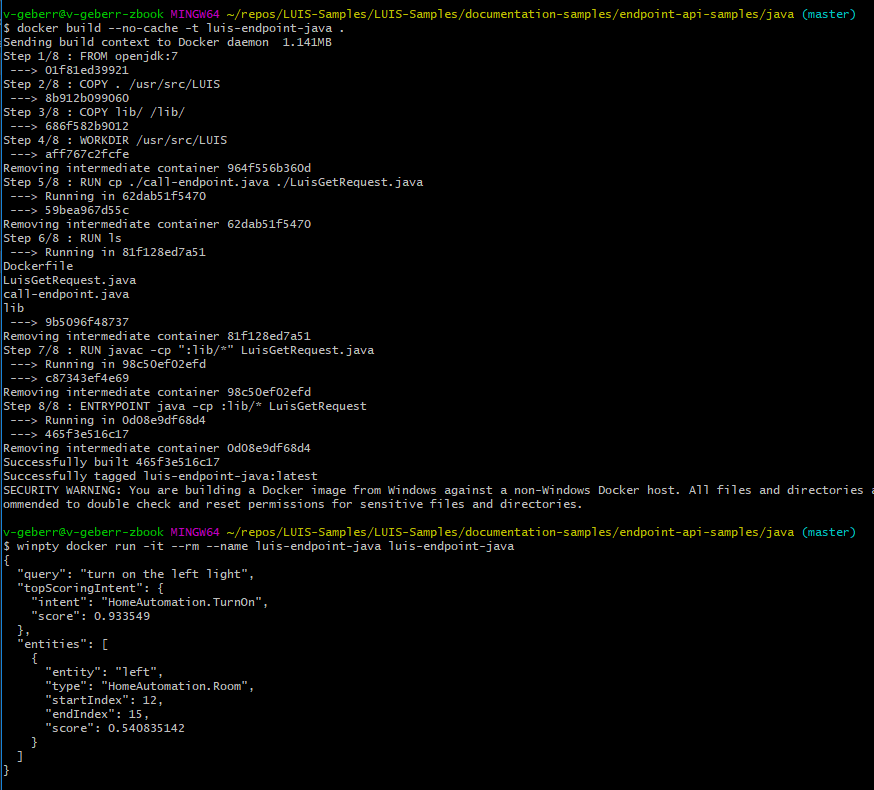 v-geberr@v-geberr-zbook MINGW64 ~/repos/LUIS-Samples/LUIS-Samples/documentation-samples/endpoint-api-samples/java (master)
$ docker build --no-cache -t luis-endpoint-java .
Sending build context to Docker daemon  1.141MB
Step 1/8 : FROM openjdk:7
 ---> 01f81ed39921
Step 2/8 : COPY . /usr/src/LUIS
 ---> 8b912b099060
Step 3/8 : COPY lib/ /lib/
 ---> 686f582b9012
Step 4/8 : WORKDIR /usr/src/LUIS
 ---> aff767c2fcfe
Removing intermediate container 964f556b360d
Step 5/8 : RUN cp ./call-endpoint.java ./LuisGetRequest.java
 ---> Running in 62dab51f5470
 ---> 59bea967d55c
Removing intermediate container 62dab51f5470
Step 6/8 : RUN ls
 ---> Running in 81f128ed7a51
Dockerfile
LuisGetRequest.java
call-endpoint.java
lib
 ---> 9b5096f48737
Removing intermediate container 81f128ed7a51
Step 7/8 : RUN javac -cp ":lib/*" LuisGetRequest.java
 ---> Running in 98c50ef02efd
 ---> c87343ef4e69
Removing intermediate container 98c50ef02efd
Step 8/8 : ENTRYPOINT java -cp :lib/* LuisGetRequest
 ---> Running in 0d08e9df68d4
 ---> 465f3e516c17
Removing intermediate container 0d08e9df68d4
Successfully built 465f3e516c17
Successfully tagged luis-endpoint-java:latest
SECURITY WARNING: You are building a Docker image from Windows against a non-Windows Docker host. All files and directories a
ommended to double check and reset permissions for sensitive files and directories.

v-geberr@v-geberr-zbook MINGW64 ~/repos/LUIS-Samples/LUIS-Samples/documentation-samples/endpoint-api-samples/java (master)
$ winpty docker run -it --rm --name luis-endpoint-java luis-endpoint-java
{
  "query": "turn on the left light",
  "topScoringIntent": {
    "intent": "HomeAutomation.TurnOn",
    "score": 0.933549
  },
  "entities": [
    {
      "entity": "left",
      "type": "HomeAutomation.Room",
      "startIndex": 12,
      "endIndex": 15,
      "score": 0.540835142
    }
  ]
}